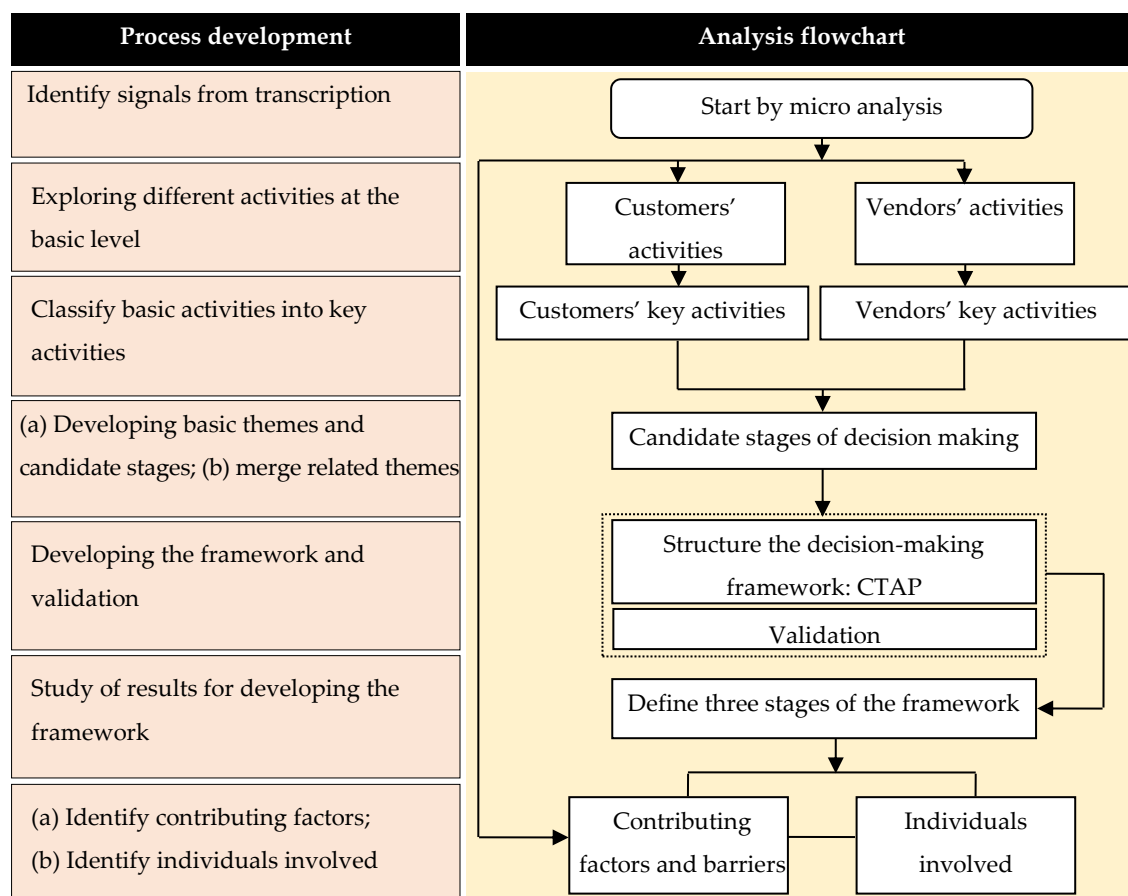 Process development
Analysis flowchart
Identify signals from transcription
Start by micro analysis
Exploring different activities at the
basic level
Customers’
activities
Vendors’ activities
Classify basic activities into key
activities
Customers’ key activities
Vendors’ key activities
(a) Developing basic themes and
candidate stages; (b) merge related themes
Candidate stages of decision making
Developing the framework and
validation
Structure the decision-making
framework: CTAP
Validation
Study of results for developing the
framework
Define three stages of the framework
(a) Identify contributing factors;
(b) Identify individuals involved
Contributing
factors and barriers
Individuals
involved